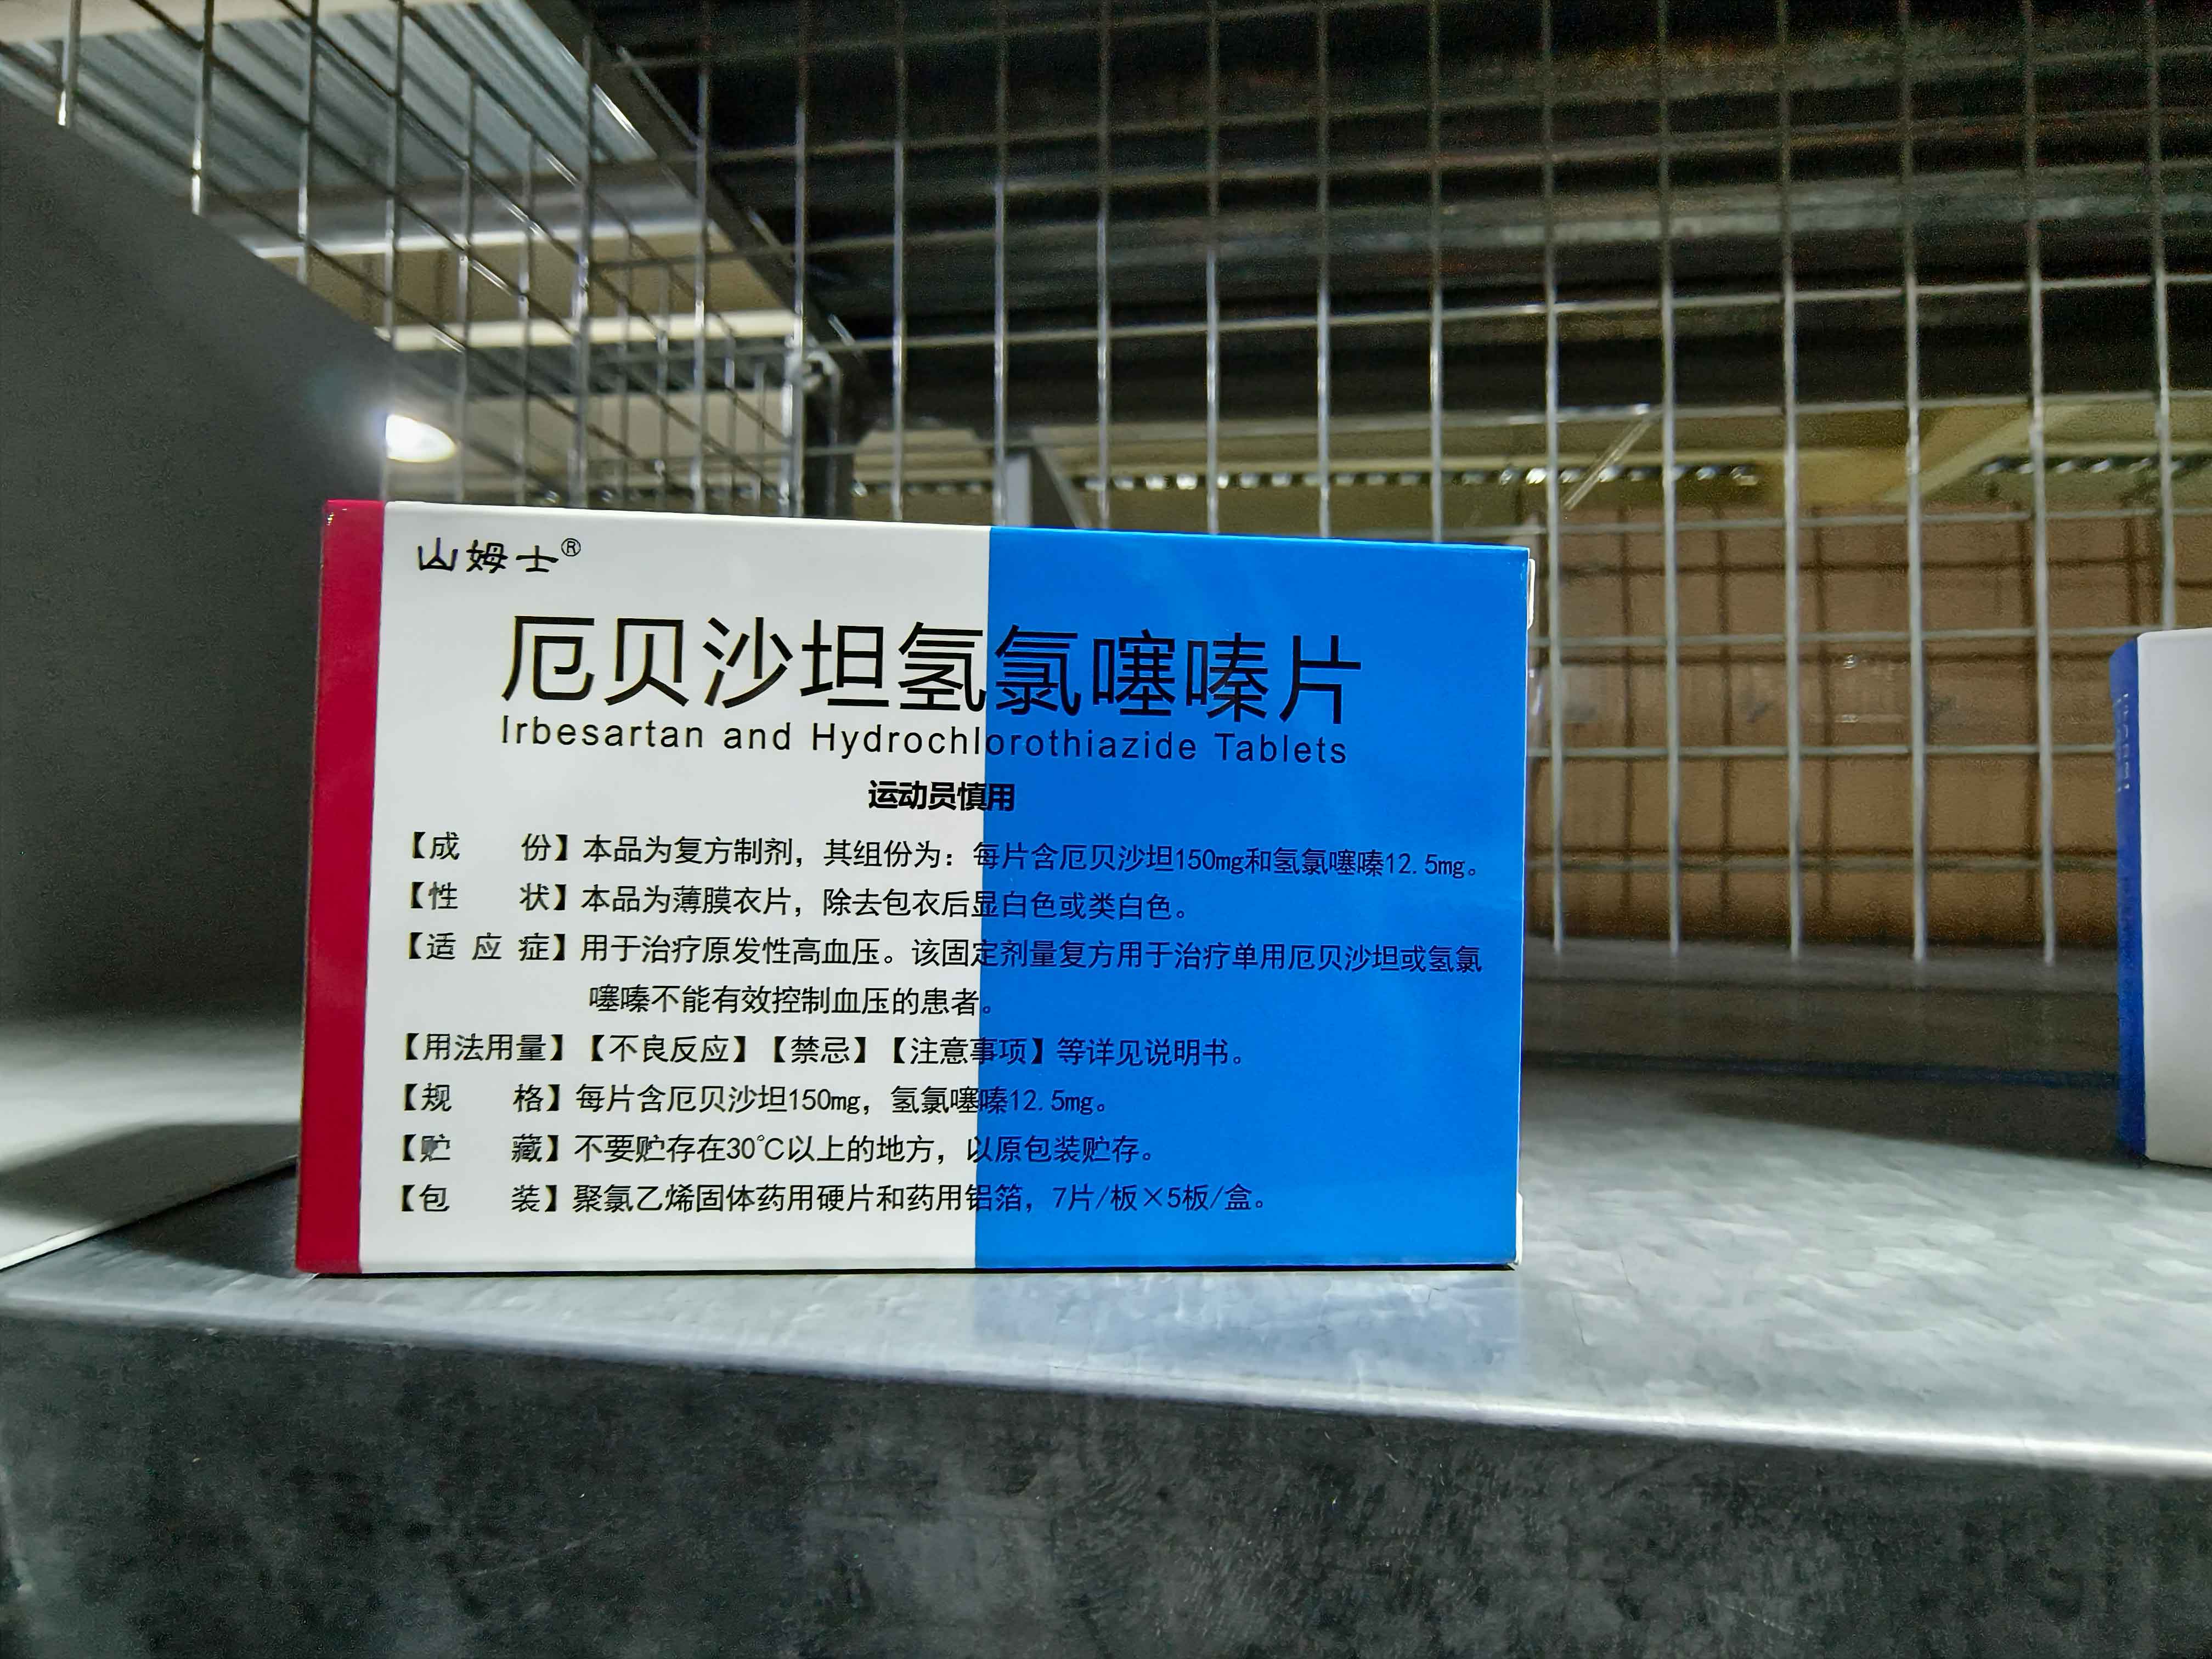 山姆士®
厄贝沙坦氢氯噻嗪片
Irbesartan and Hydrochlorothiazide Tablets
运动员慎用
【成 份】本品为复方制剂，其组份为：每片含厄贝沙坦150mg和氢氯噻嗪12.5mg。
【性 状】本品为薄膜衣片，除去包衣后显白色或类白色。
【适 应 症】用于治疗原发性高血压。该固定剂量复方用于治疗单用厄贝沙坦或氢氯
噻嗪不能有效控制血压的患者。
【用法用量】【不良反应】【禁忌】【注意事项】等详见说明书。
【规 格】每片含厄贝沙坦150mg，氢氯噻嗪12.5mg。
【贮 藏】不要贮存在30℃以上的地方，以原包装贮存。
【包 装】聚氯乙烯固体药用硬片和药用铝箔，7片/板×5板/盒。